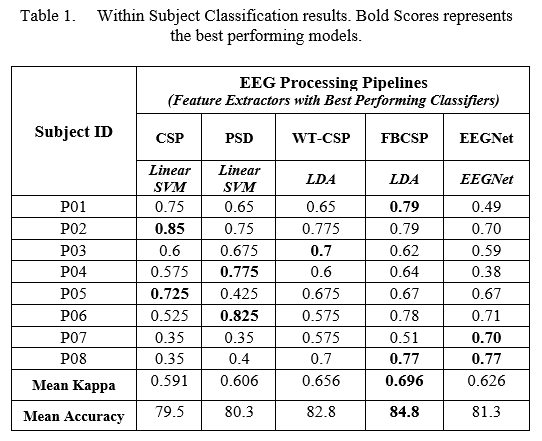 Table 1. Within Subject Classification results. Bold Scores represents
the best performing models.
Subject ID
EEG Processing Pipelines
(Feature Extractors with Best Performing Classifiers)
CSP PSD WT-CSP FBCSP EEGNet
Linear SVM Linear SVM LDA LDA EEGNet
P01 0.75 0.65 0.65 0.79 0.49
P02 0.85 0.75 0.775 0.79 0.70
P03 0.6 0.675 0.7 0.62 0.59
P04 0.575 0.775 0.6 0.64 0.38
P05 0.725 0.425 0.675 0.67 0.67
P06 0.525 0.825 0.575 0.78 0.71
P07 0.35 0.35 0.575 0.51 0.70
P08 0.35 0.4 0.7 0.77 0.77
Mean Kappa 0.591 0.606 0.656 0.696 0.626
Mean Accuracy 79.5 80.3 82.8 84.8 81.3